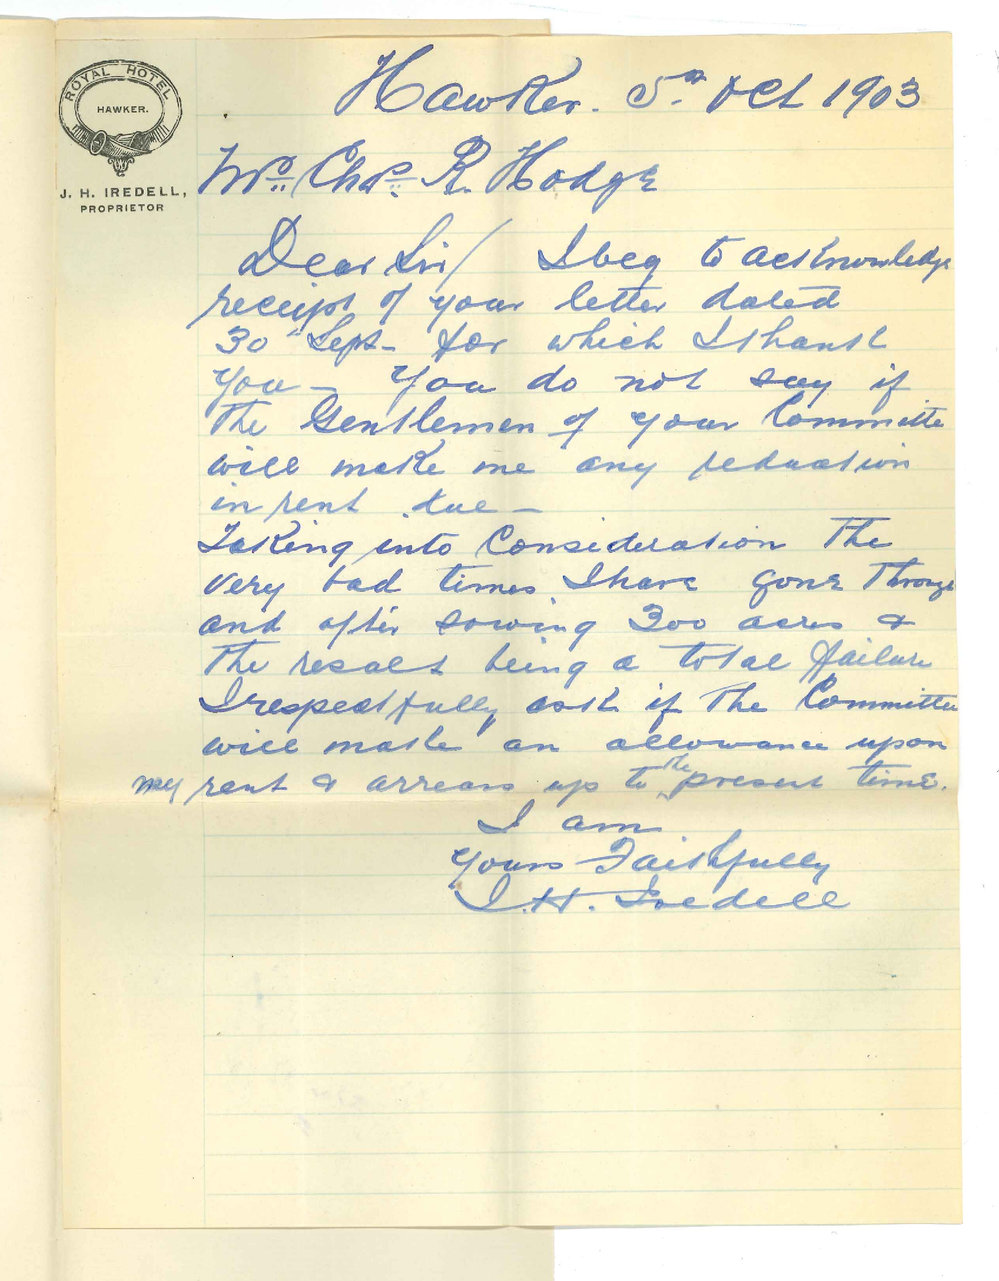 ROYAL HOTEL
HAWKER.
J. H. IREDELL,
PROPRIETOR
Hawker. 5th Oct 1903
Mr. Chas. R. Hodge
Dear Sir/ I beg to acknowledge
receipt of your letter dated
30th Sept- for which I thank
you - You do not say if
the Gentlemen of your Committe
will make me any reduction
in rent due -
Taking into Consideration the
very bad times I have gone through
and after sowing 300 acres &
the result being a total failure
I respectfully ask if the Committee
will make an allowance upon
my rent & arrears up to the present time.
I am
Yours Faithfully
J. H. Iredell